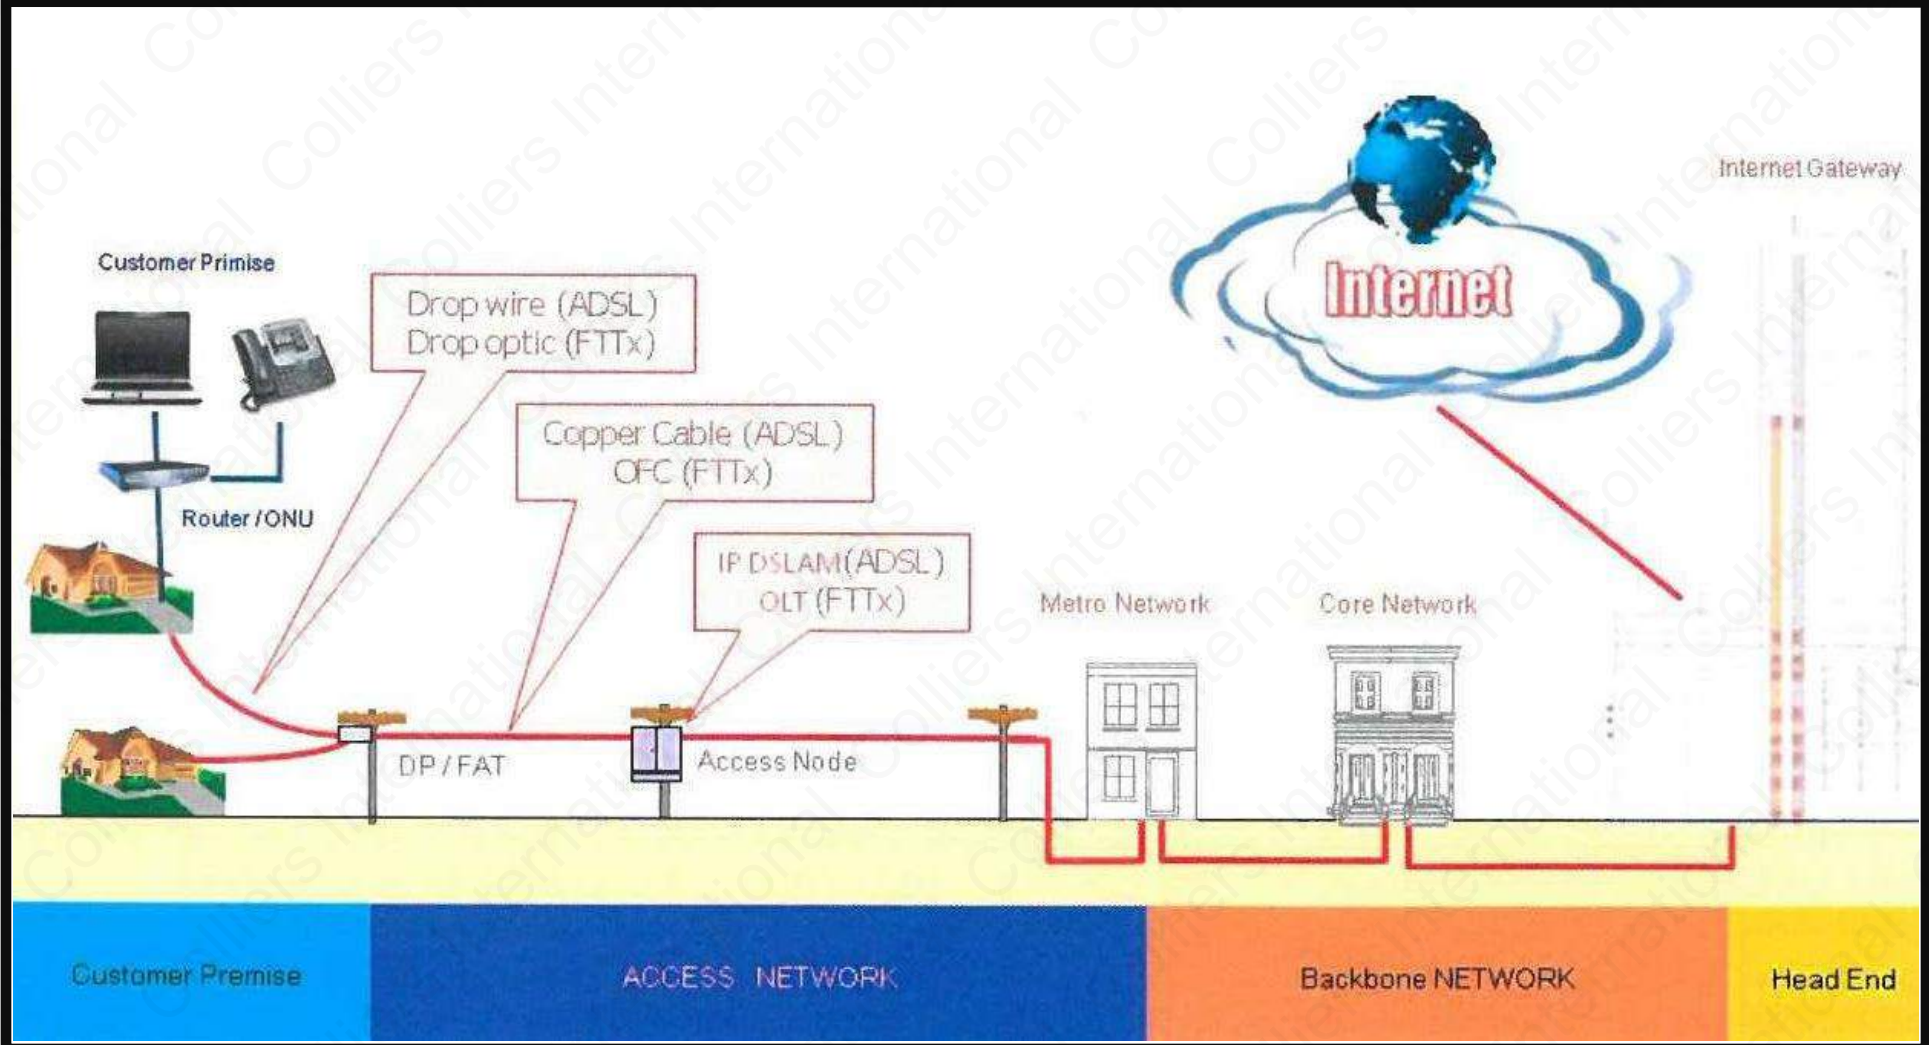 Internet Gateway
Customer Primise
Drop wire (ADSL)
Drop optic (FTTx)
Internet
Copper Cable (ADSL)
OFC (FTTx)
Router / ONU
IP DSLAM(ADSL)
OLT (FTTx)
Metro Network
Core Network
DP / FAT
Access Node
Customer Premise
ACCESS NETWORK
Backbone NETWORK
Head End
Colliers International